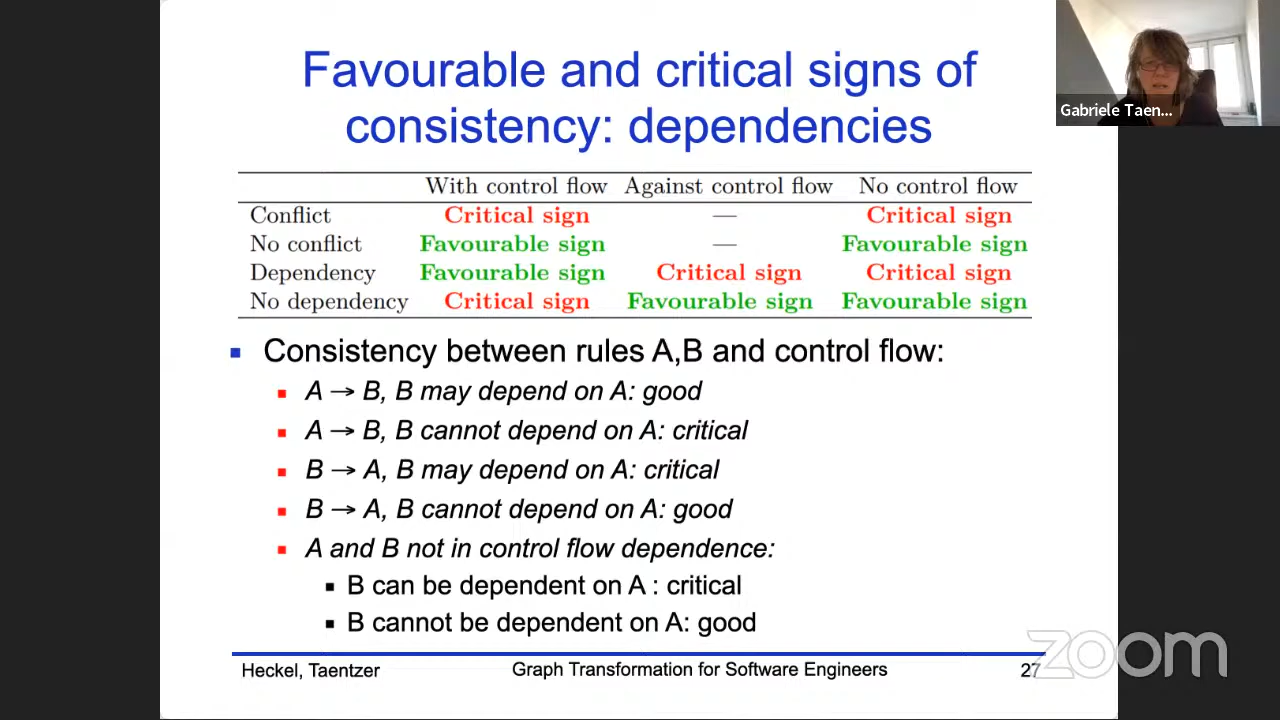 Favourable and critical signs of
consistency: dependencies
Gabriele Taen...
With control flow Against control flow No control flow
Conflict Critical sign — Critical sign
No conflict Favourable sign — Favourable sign
Dependency Favourable sign Critical sign Critical sign
No dependency Critical sign Favourable sign Favourable sign
Consistency between rules A,B and control flow:
A → B, B may depend on A: good
A → B, B cannot depend on A: critical
B → A, B may depend on A: critical
B → A, B cannot depend on A: good
A and B not in control flow dependence:
B can be dependent on A : critical
B cannot be dependent on A: good
Heckel, Taentzer Graph Transformation for Software Engineers 27
zoom